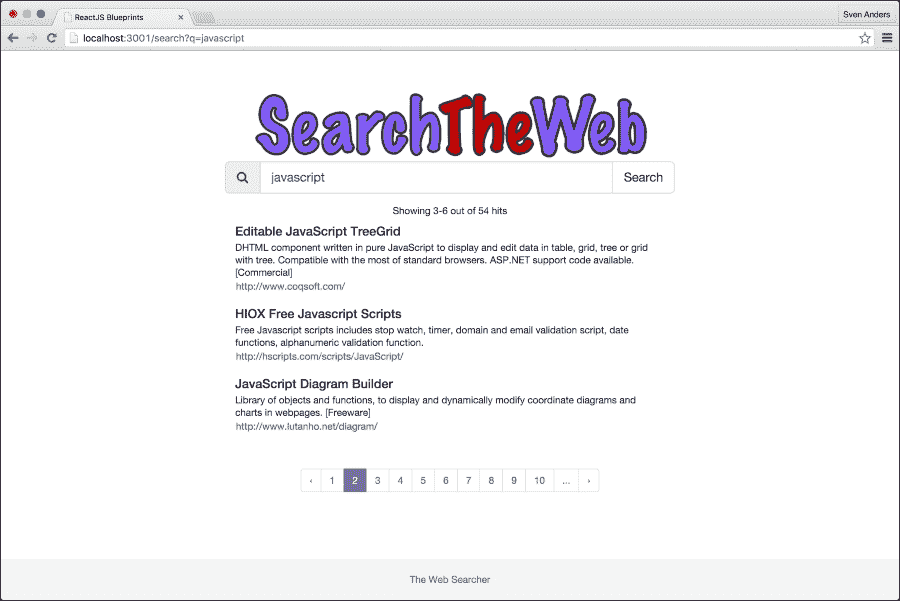 ReactJS Blueprints
Sven Anders
localhost:3001/search?q=javascript
SearchTheWeb
javascript Search
Showing 3-6 out of 54 hits
Editable JavaScript TreeGrid
DHTML component written in pure JavaScript to display and edit data in table, grid, tree or grid
with tree. Compatible with the most of standard browsers. ASP.NET support code available.
[Commercial]
http://www.coqsoft.com/
HIOX Free Javascript Scripts
Free Javascript scripts includes stop watch, timer, domain and email validation script, date
functions, alphanumeric validation function.
http://hscripts.com/scripts/JavaScript/
JavaScript Diagram Builder
Library of objects and functions, to display and dynamically modify coordinate diagrams and
charts in webpages. [Freeware]
http://www.lutanho.net/diagram/
‹ 1 2 3 4 5 6 7 8 9 10 ... ›
The Web Searcher